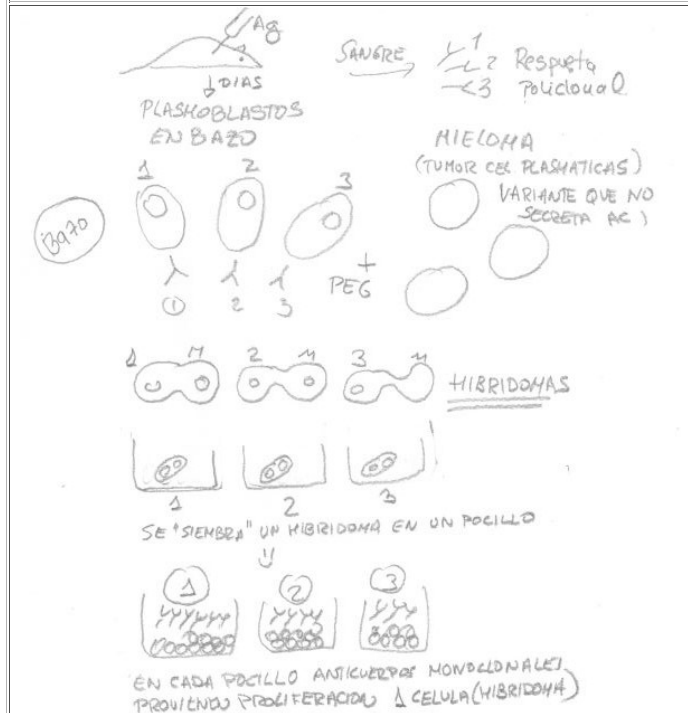 Ag
SANGRE
1
2 Respueta
3 Policlonal
↓ DIAS
PLASMOBLASTOS
EN BAZO
MIELOMA
(TUMOR CEL PLASMATICAS)
VARIANTE QUE NO
SECRETA AC)
Bazo
1 2 3
+
PEG
1 2 3
1 M 2 M 3 M
HIBRIDOMAS
1 2 3
SE "SIEMBRA" UN HIBRIDOMA EN UN POCILLO
1 2 3
EN CADA POCILLO ANTICUERPOS MONOCLONALES
PROVIENEN PROLIFERACION 1 CELULA (HIBRIDOMA)